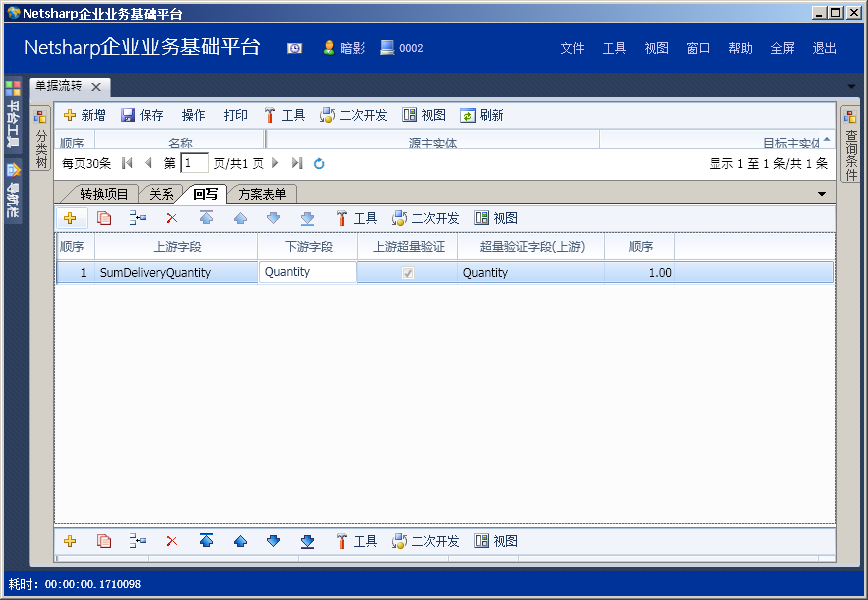 Netsharp企业业务基础平台
Netsharp企业业务基础平台 暗影 0002 文件 工具 视图 窗口 帮助 全屏 退出
平台工具
导航栏
单据流转
分类树
新增 保存 操作 打印 工具 二次开发 视图 刷新
查询条件
顺序 名称 源主实体 目标主实体
每页30条 第 1 页/共1 页 显示 1 至 1 条/共 1 条
转换项目 关系 回写 方案表单
工具 二次开发 视图
顺序 上游字段 下游字段 上游超量验证 超量验证字段(上游) 顺序
1 SumDeliveryQuantity Quantity Quantity 1.00
工具 二次开发 视图
耗时: 00:00:00.1710098